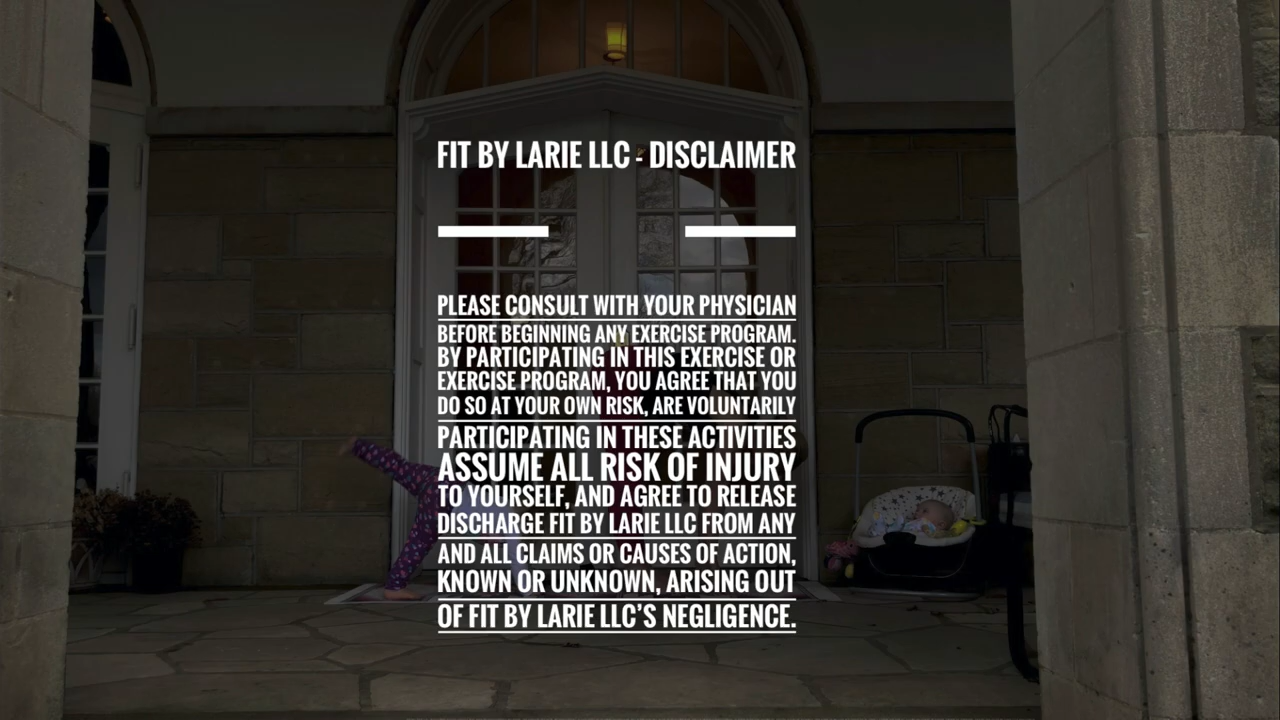 FIT BY LARIE LLC - DISCLAIMER
PLEASE CONSULT WITH YOUR PHYSICIAN
BEFORE BEGINNING ANY EXERCISE PROGRAM.
BY PARTICIPATING IN THIS EXERCISE OR
EXERCISE PROGRAM, YOU AGREE THAT YOU
DO SO AT YOUR OWN RISK, ARE VOLUNTARILY
PARTICIPATING IN THESE ACTIVITIES
ASSUME ALL RISK OF INJURY
TO YOURSELF, AND AGREE TO RELEASE
DISCHARGE FIT BY LARIE LLC FROM ANY
AND ALL CLAIMS OR CAUSES OF ACTION,
KNOWN OR UNKNOWN, ARISING OUT
OF FIT BY LARIE LLC'S NEGLIGENCE.